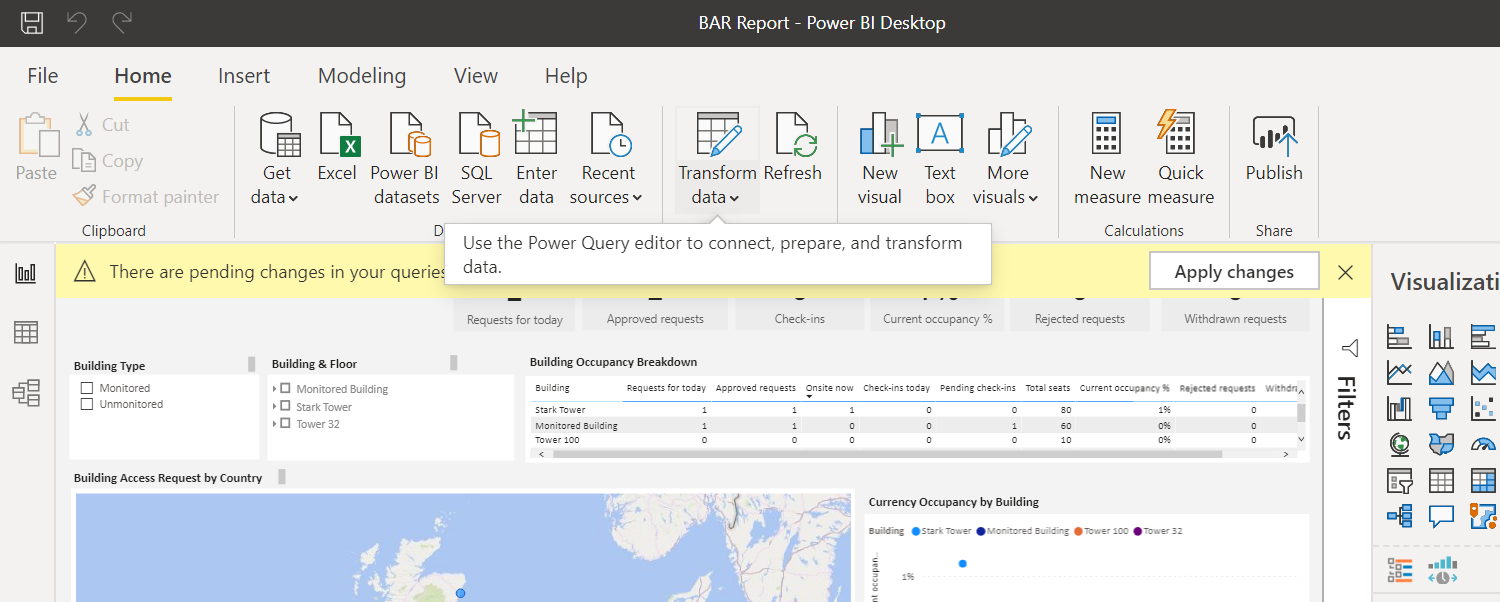 BAR Report - Power BI Desktop
File Home Insert Modeling View Help
Paste
Cut
Copy
Format painter
Clipboard
Get data
Excel
Power BI datasets
SQL Server
Enter data
Recent sources
Transform data
Refresh
New visual
Text box
More visuals
New measure
Quick measure
Calculations
Publish
Share
Use the Power Query editor to connect, prepare, and transform
data.
There are pending changes in your queries
Apply changes
Visualizati
Filters
Requests for today Approved requests Check-ins Current occupancy % Rejected requests Withdrawn requests
Building Type
Monitored
Unmonitored
Building & Floor
Monitored Building
Stark Tower
Tower 32
Building Occupancy Breakdown
Building Requests for today Approved requests Onsite now Check-ins today Pending check-ins Total seats Current occupancy % Rejected requests Withdr
Stark Tower 1 1 1 0 0 80 1% 0
Monitored Building 1 1 0 0 1 60 0% 0
Tower 100 0 0 0 0 0 10 0% 0
Building Access Request by Country
Currency Occupancy by Building
Building Stark Tower Monitored Building Tower 100 Tower 32
1%